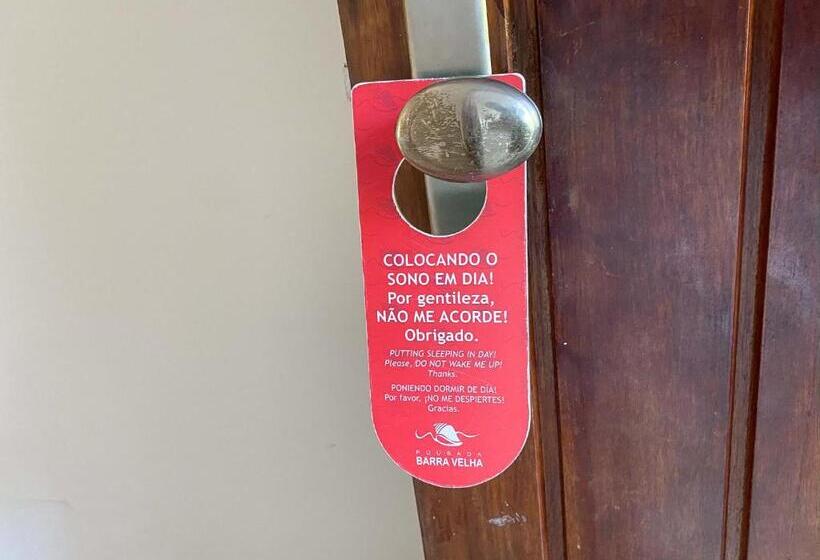 COLOCANDO O
SONO EM DIA!
Por gentileza,
NÃO ME ACORDE!
Obrigado.
PUTTING SLEEPING IN DAY!
Please, DO NOT WAKE ME UP!
Thanks.
PONIENDO DORMIR DE DÍA!
Por favor, ¡NO ME DESPIERTES!
Gracias.
POUSADA
BARRA VELHA